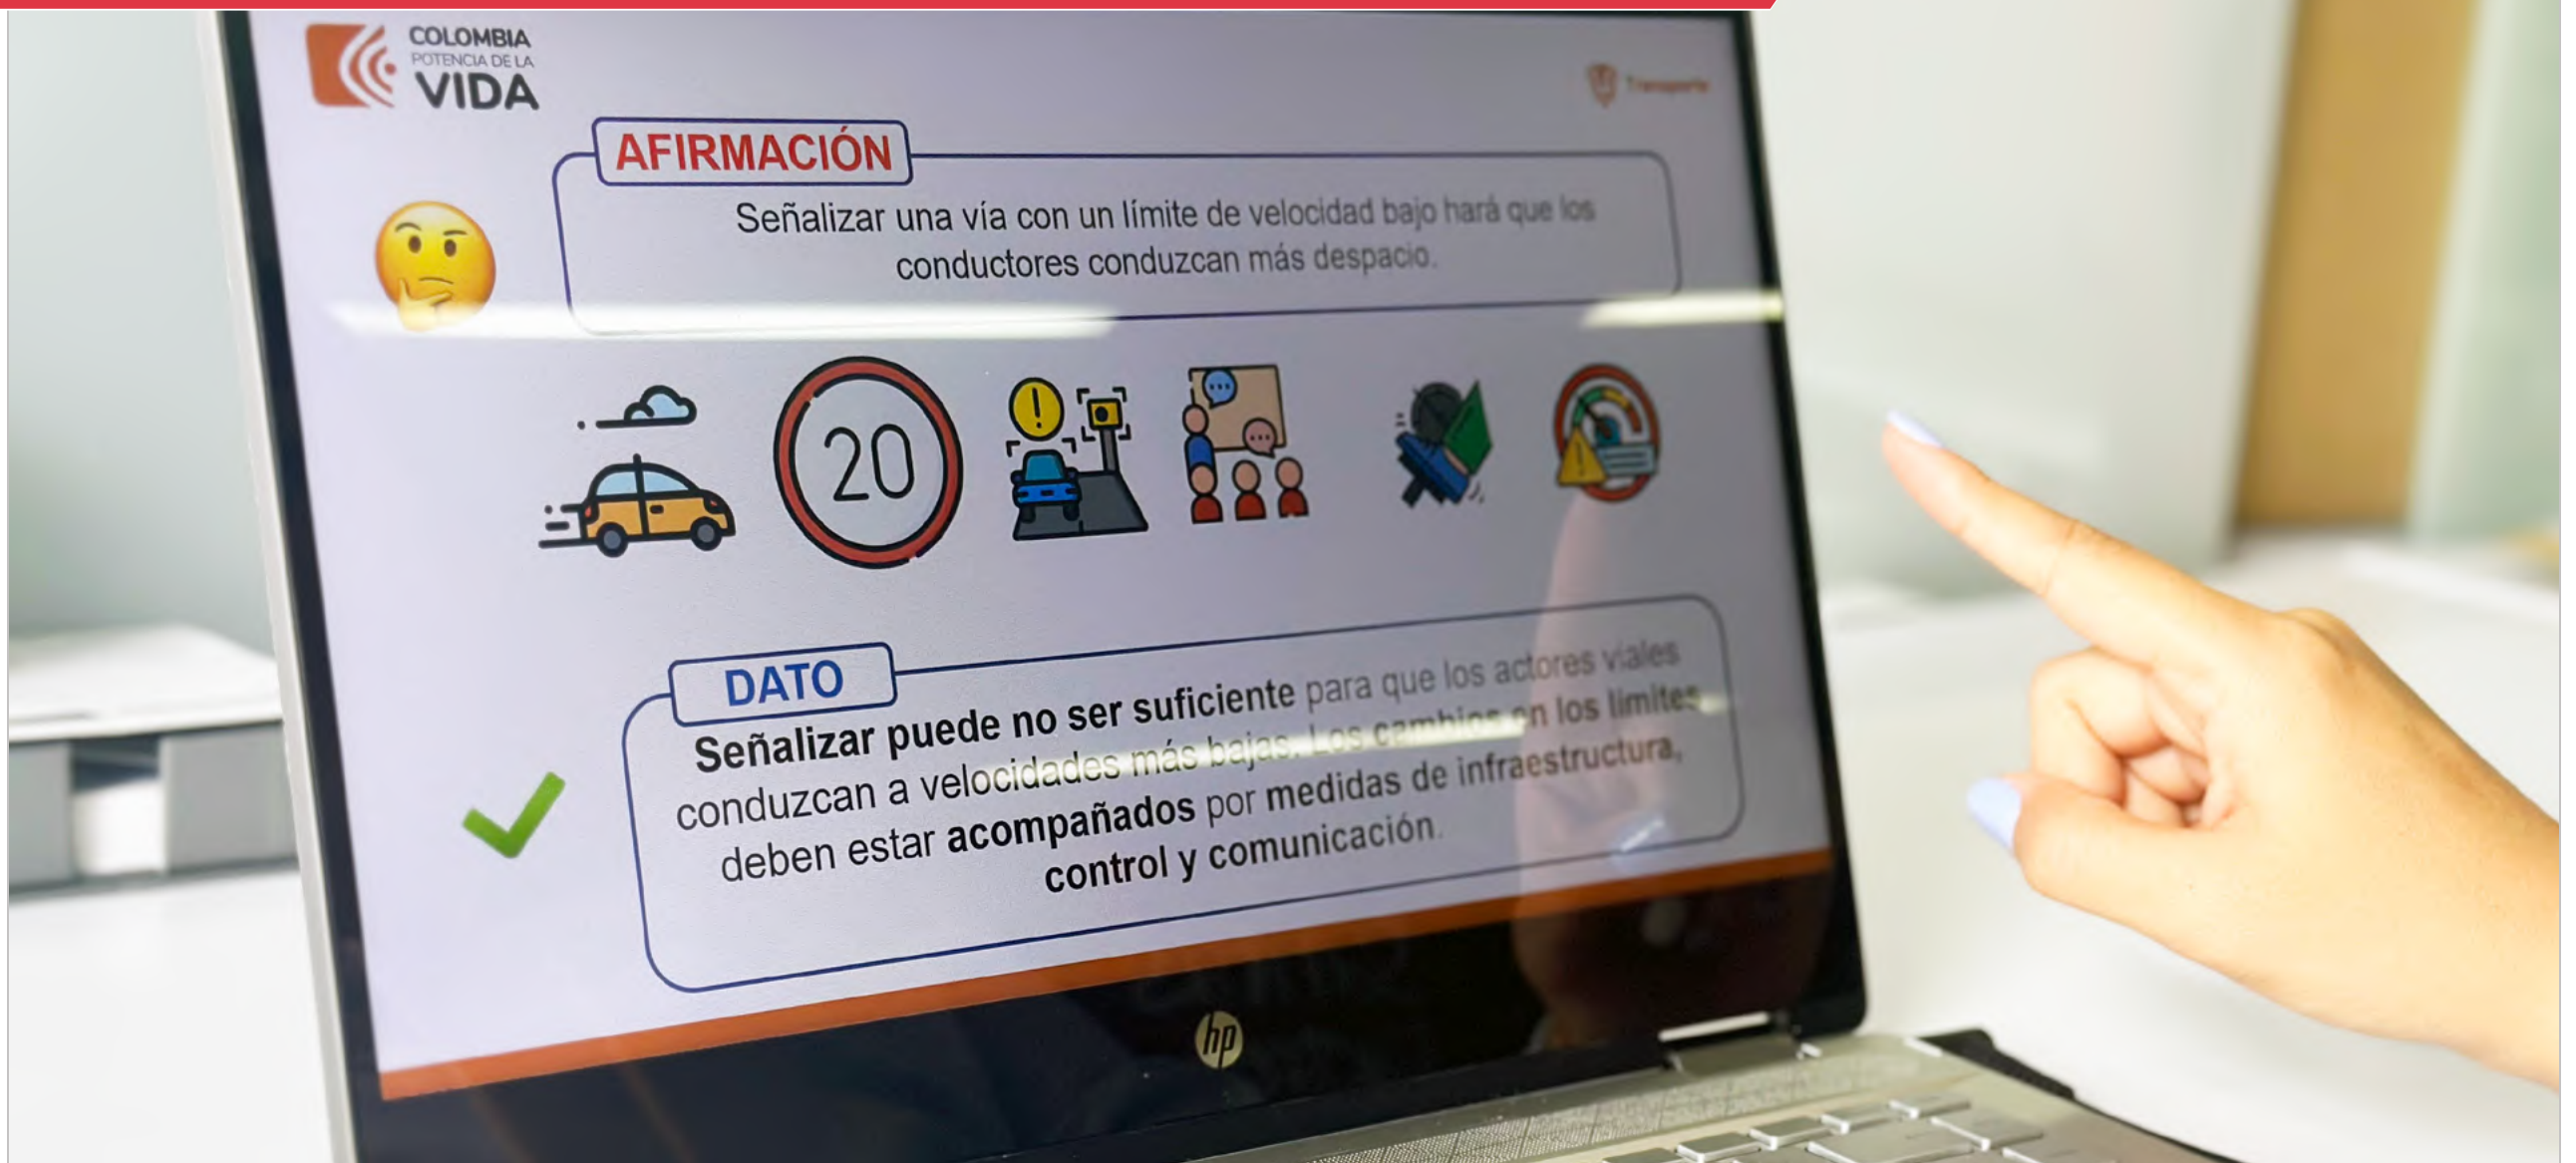 COLOMBIA
POTENCIA DE LA
VIDA
Transporte
AFIRMACIÓN
Señalizar una vía con un límite de velocidad bajo hará que los
conductores conduzcan más despacio.
20
DATO
Señalizar puede no ser suficiente para que los actores viales
conduzcan a velocidades más bajas. Los cambios en los límites
deben estar acompañados por medidas de infraestructura,
control y comunicación.
hp